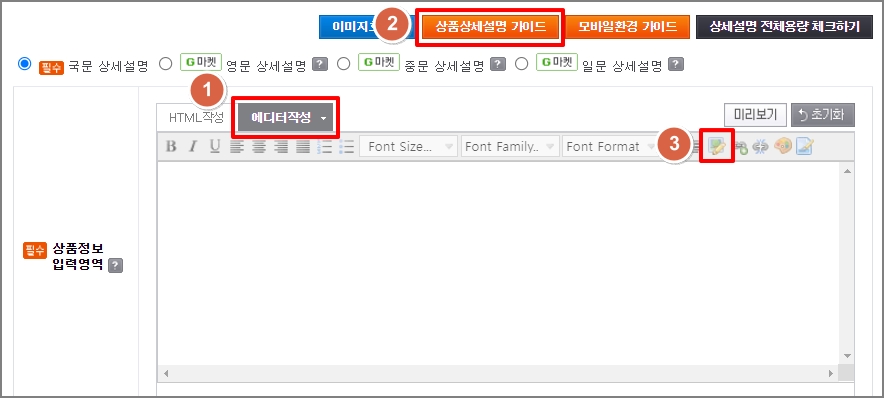 이미지 2 상품상세설명 가이드 모바일환경 가이드 상세설명 전체용량 체크하기
필수 국문 상세설명 G마켓 영문 상세설명 ? G마켓 중문 상세설명 ? G마켓 일문 상세설명 ?
1
HTML작성 에디터작성 미리보기 초기화
B I U Font Size... Font Family.. Font Format 3
필수 상품정보
입력영역 ?